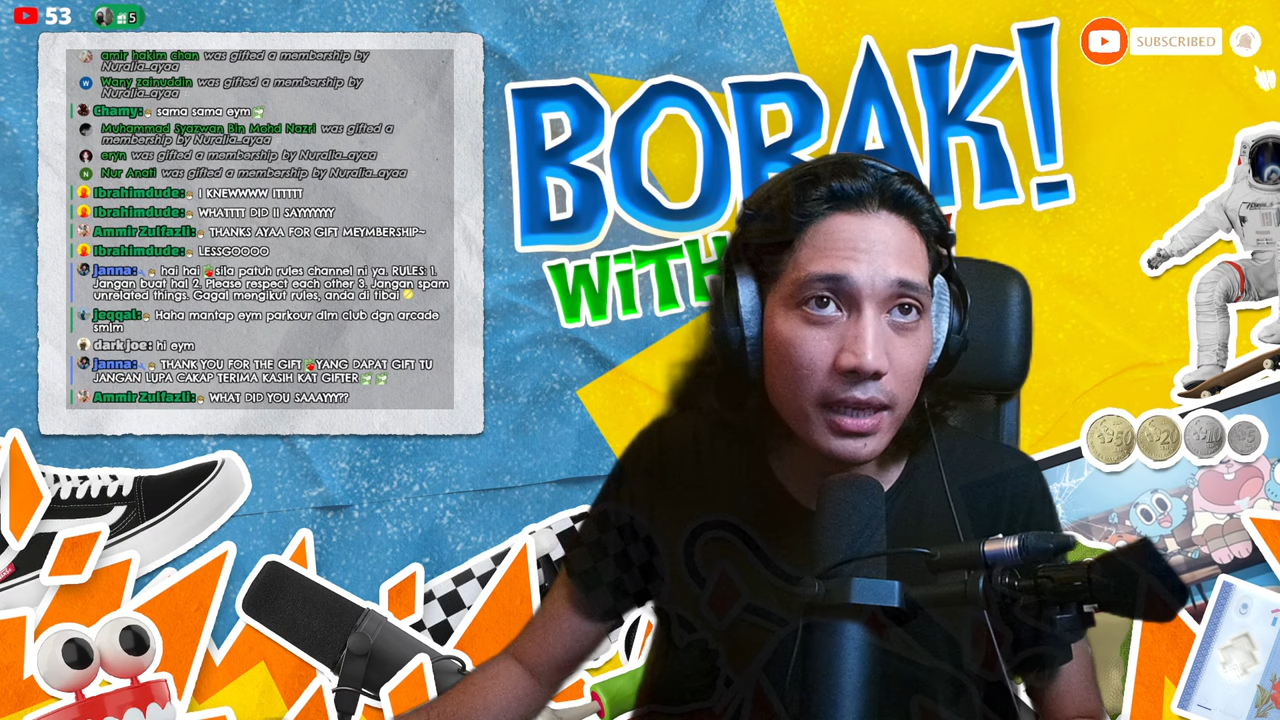 53
5
amir hakim chan was gifted a membership by
Nuralia_ayaa
Wany zainuddin was gifted a membership by
Nuralia_ayaa
Chamy: sama sama eym
Muhammad Syazwan Bin Mohd Nazri was gifted a
membership by Nuralia_ayaa
eryn was gifted a membership by Nuralia_ayaa
N Nur Anati was gifted a membership by Nuralia_ayaa
Ibrahimdude: I KNEWWWW ITTTTT
Ibrahimdude: WHATTTT DID II SAYYYYYY
Ammir Zulfazli: THANKS AYAA FOR GIFT MEYMBERSHIP~
Ibrahimdude: LESSGOOOO
janna: hai hai sila patuh rules channel ni ya. RULES: 1.
Jangan buat hal 2. Please respect each other 3. Jangan spam
unrelated things. Gagal mengikut rules, anda di tibai
jeqqal: Haha mantap eym parkour dlm club dgn arcade
smlm
dark joe: hi eym
janna: THANK YOU FOR THE GIFT YANG DAPAT GIFT TU
JANGAN LUPA CAKAP TERIMA KASIH KAT GIFTER
Ammir Zulfazli: WHAT DID YOU SAAAYYY??
BORAK!
WITH
SUBSCRIBED
50
20
10
5